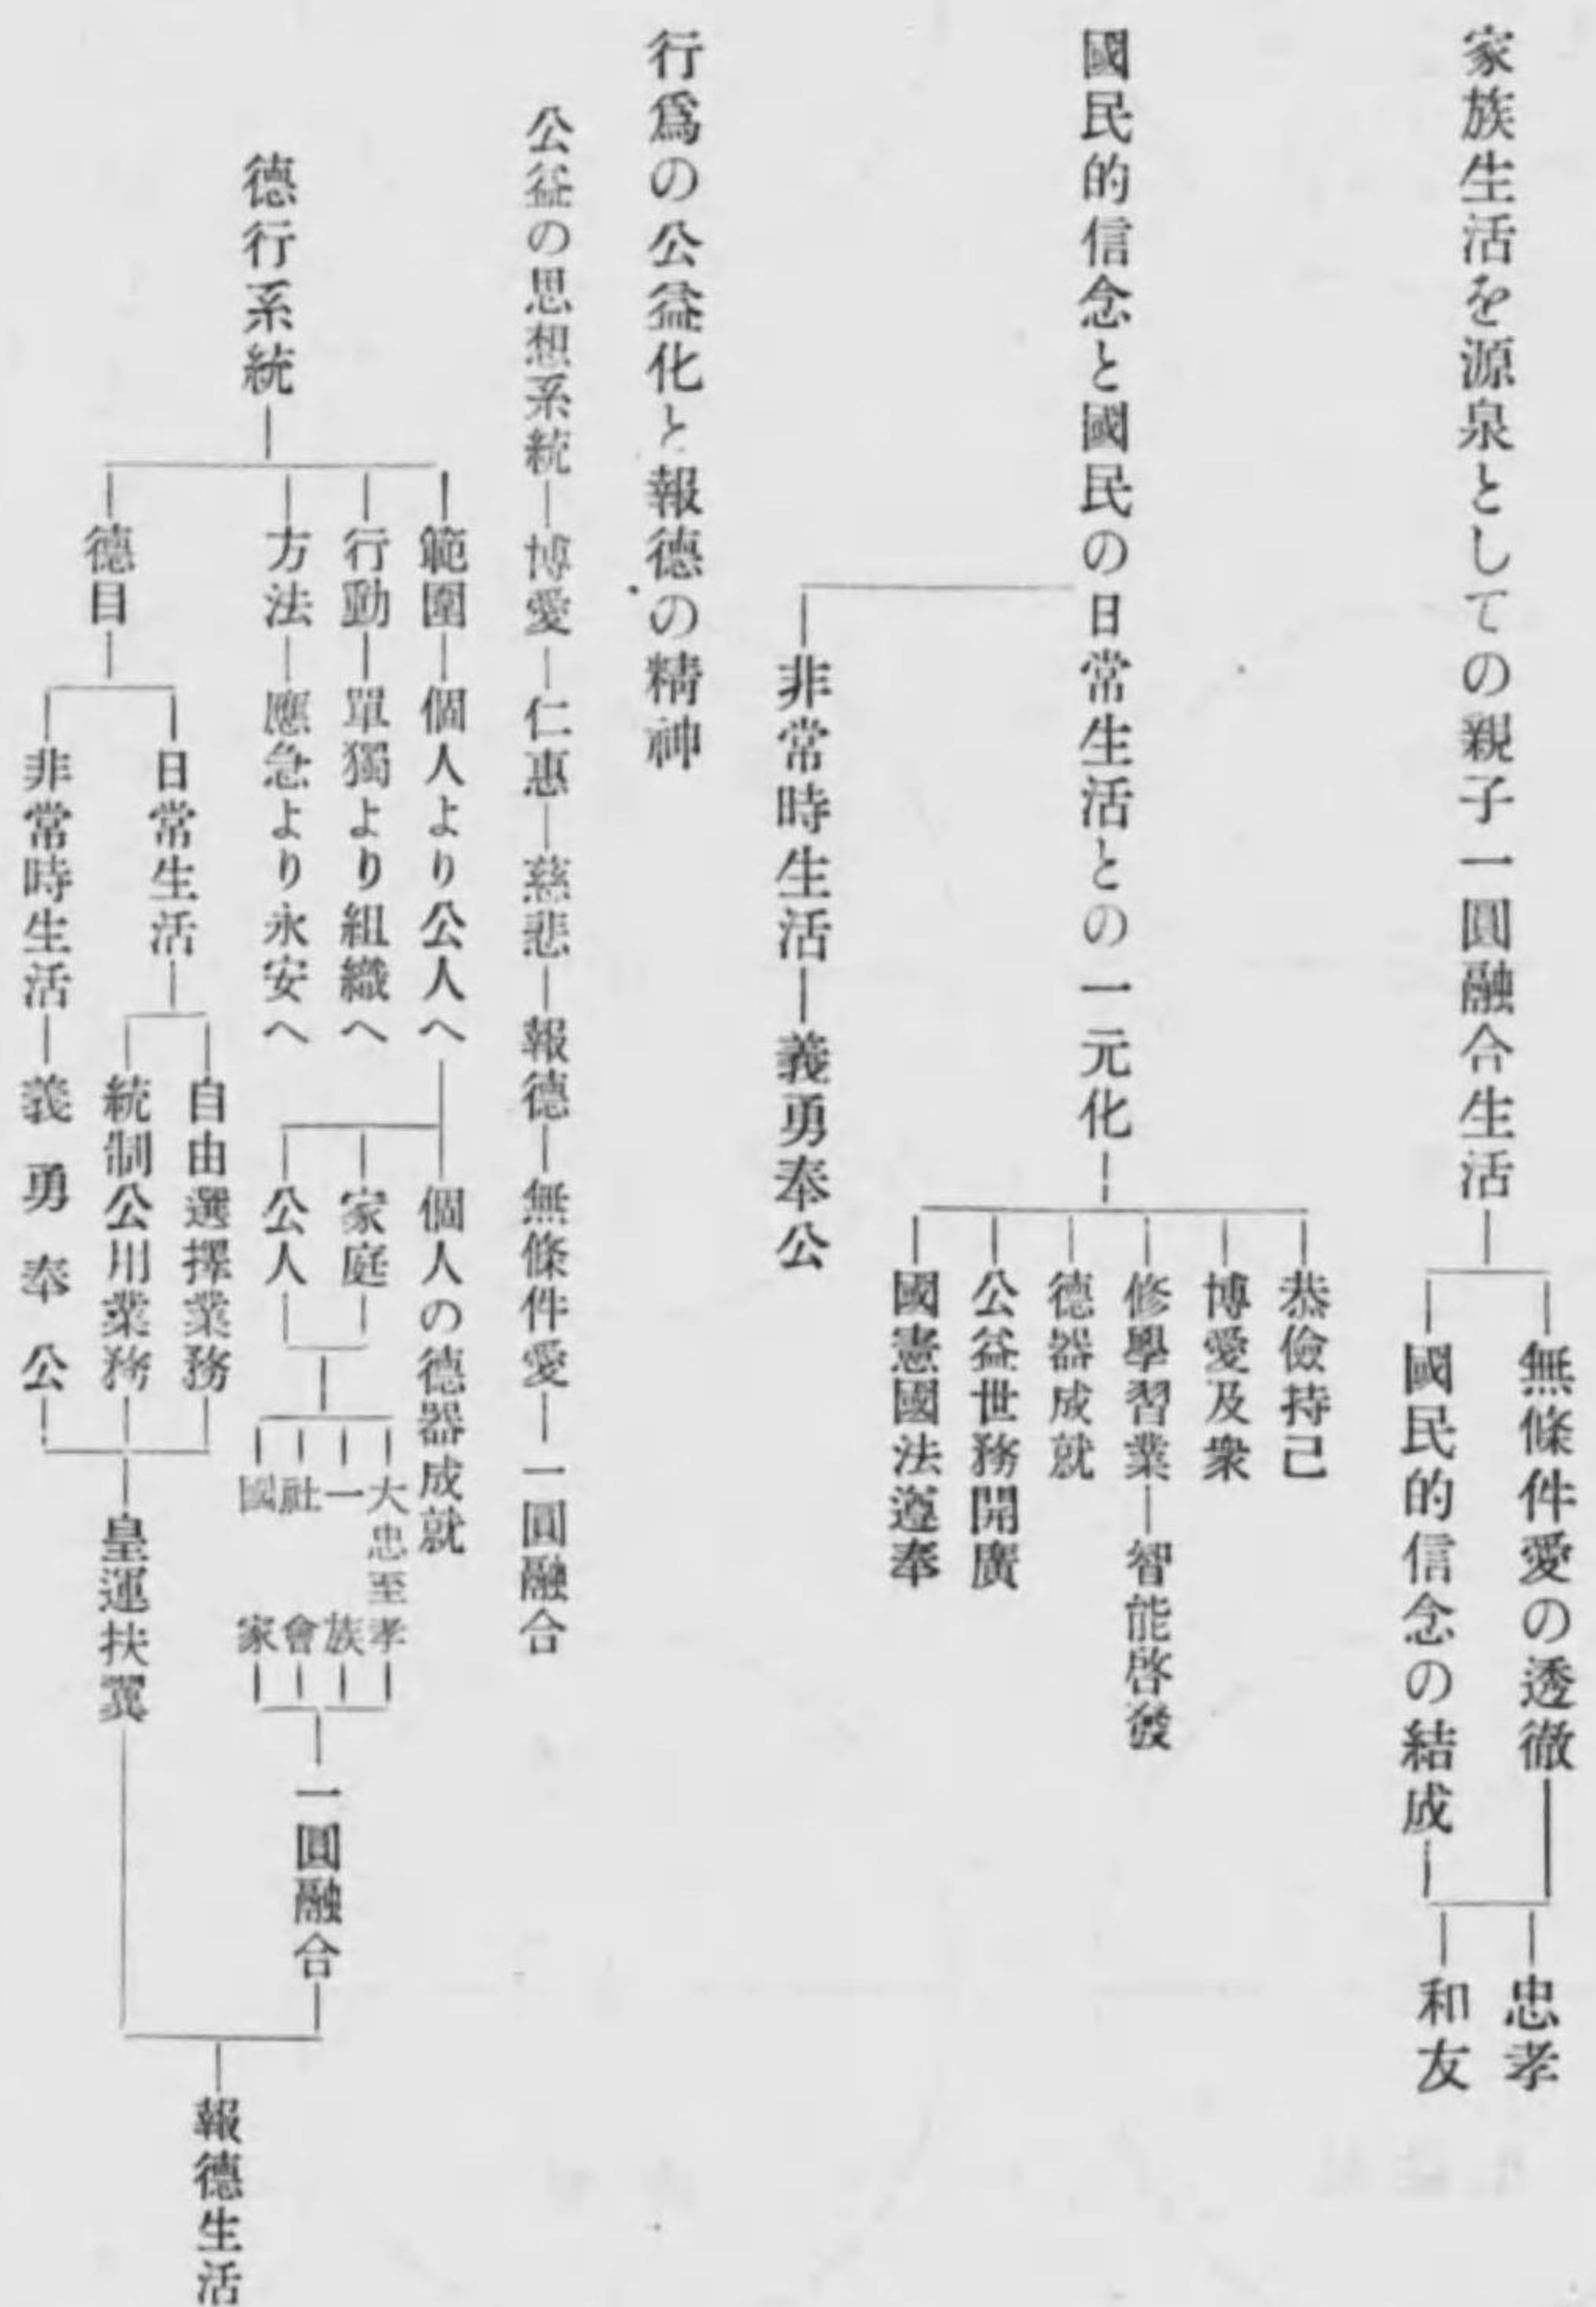 家族生活を源泉としての親子一圓融合生活
無條件愛の透徹
國民的信念の結成
忠孝
和友
國民的信念と國民の日常生活との一元化
恭儉持己
博愛及衆
修學習業―智能啓發
德器成就
公益世務開廣
國憲國法遵奉
非常時生活―義勇奉公
行爲の公益化と報德の精神
公益の思想系統―博愛―仁惠―慈悲―報德―無條件愛―一圓融合
德行系統
範圍―個人より公人へ
個人の德器成就
家庭
公人
大忠至孝
一族
社會
國家
一圓融合
行動―單獨より組織へ
方法―應急より永安へ
德目
日常生活
自由選擇業務
統制公用業務
非常時生活―義勇奉公
皇運扶翼
報德生活